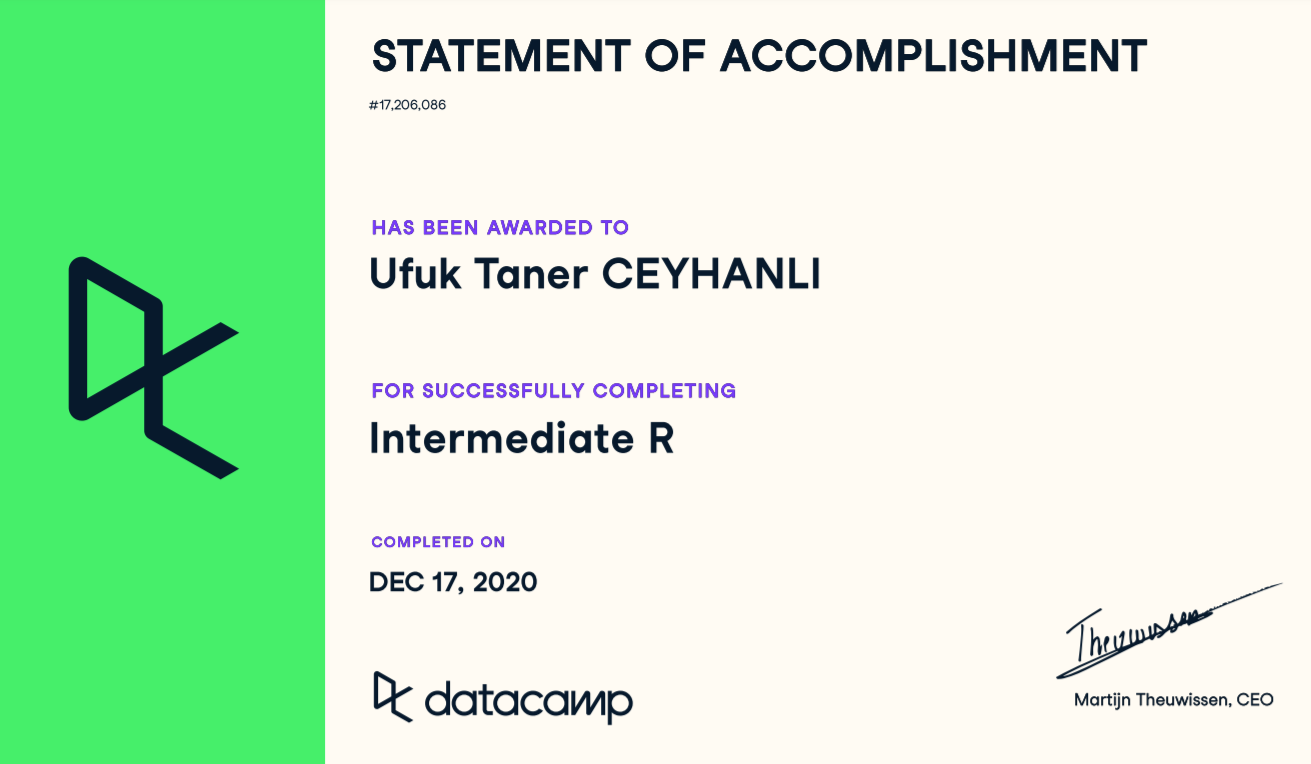 STATEMENT OF ACCOMPLISHMENT
#17,206,086
HAS BEEN AWARDED TO
Ufuk Taner CEYHANLI
FOR SUCCESSFULLY COMPLETING
Intermediate R
COMPLETED ON
DEC 17, 2020
datacamp
Theuwissen
Martijn Theuwissen, CEO